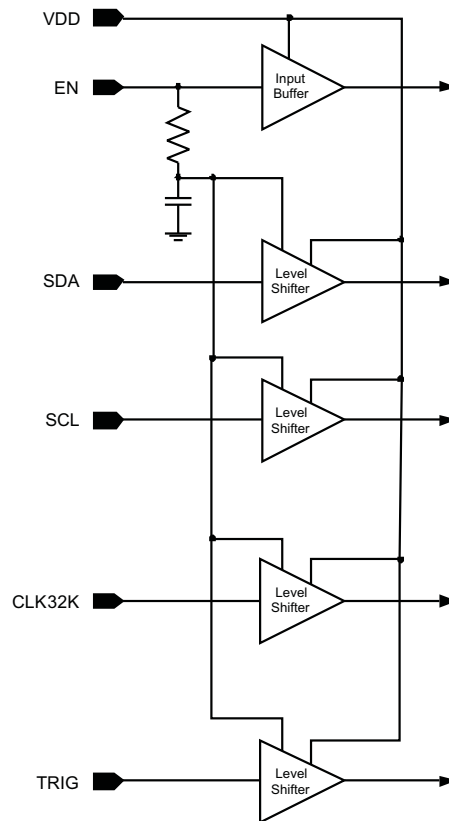 VDD
EN
Input
Buffer
SDA
Level
Shifter
SCL
Level
Shifter
CLK32K
Level
Shifter
TRIG
Level
Shifter